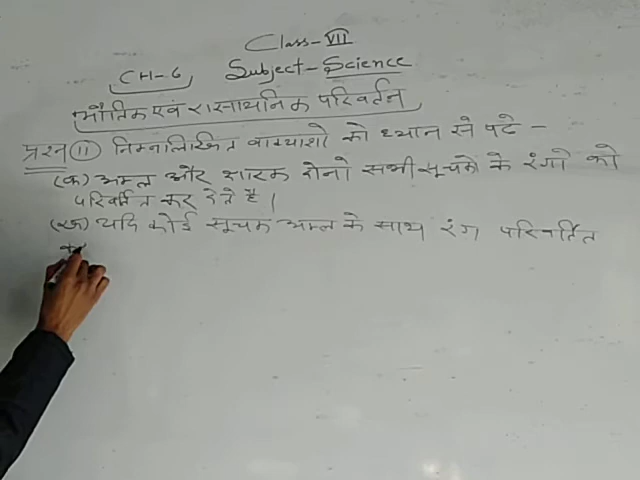 Class-VII
CH-6 Subject-Science
भौतिक एवं रासायनिक परिवर्तन
प्रश्न 11 निम्नलिखित वाक्यांशो को ध्यान से पढे -
(क) अम्ल और क्षारक दोनो सभी सूचको के रंगो को
परिवर्तित कर देते है।
(ख) यदि कोई सूचक अम्ल के साथ रंग परिवर्तित